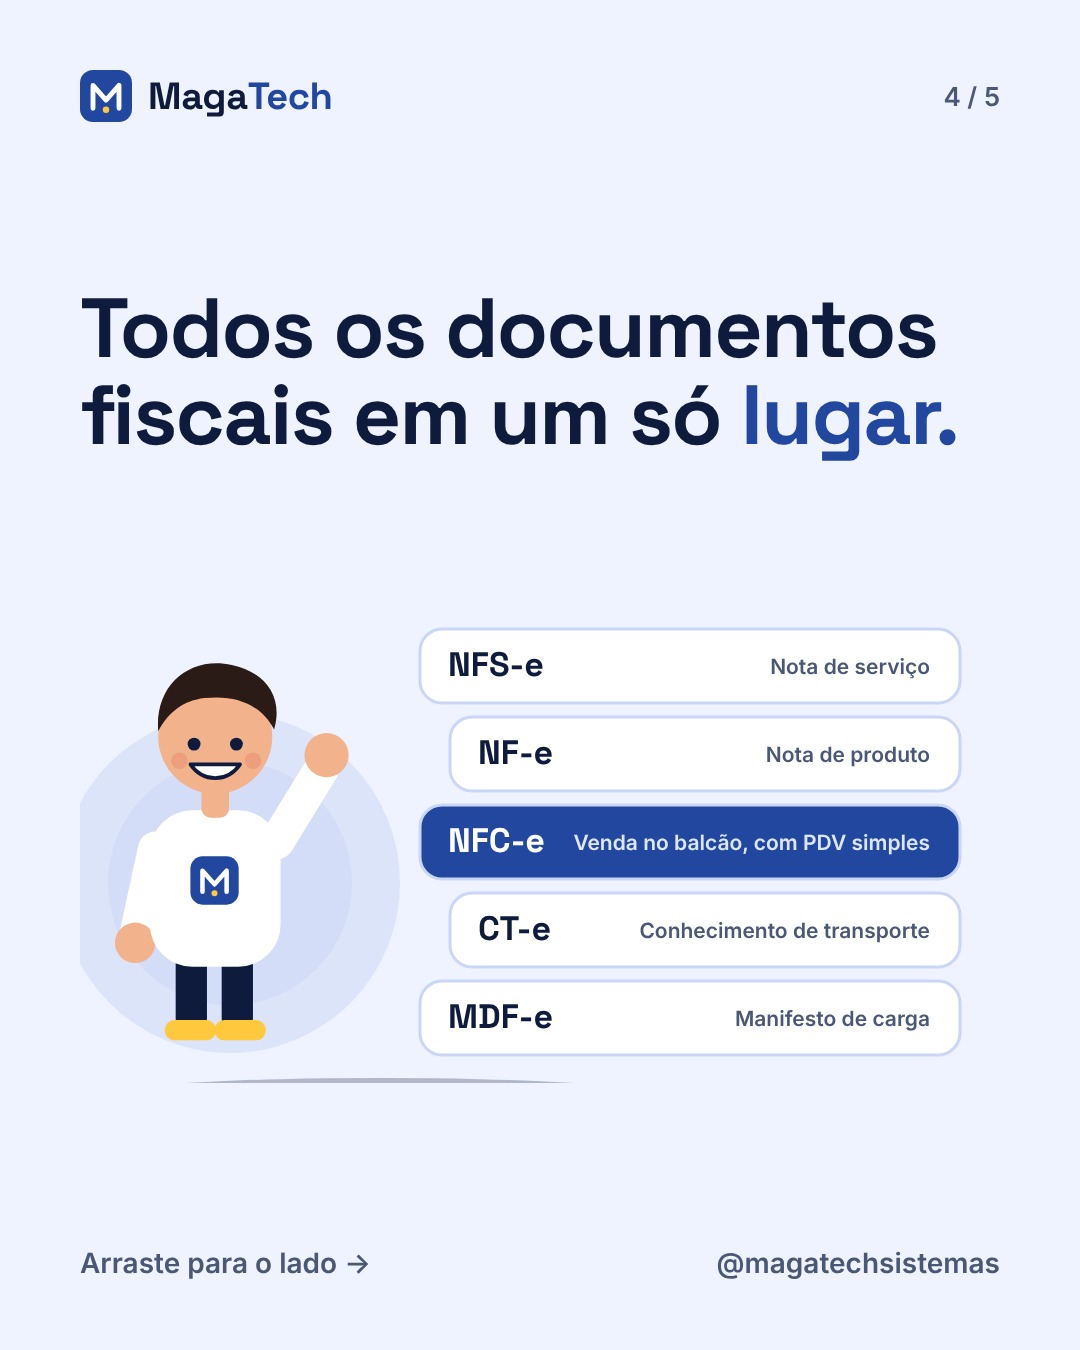 MagaTech
4 / 5
Todos os documentos
fiscais em um só lugar.
NFS-e Nota de serviço
NF-e Nota de produto
NFC-e Venda no balcão, com PDV simples
CT-e Conhecimento de transporte
MDF-e Manifesto de carga
M
Arraste para o lado →
@magatechsistemas